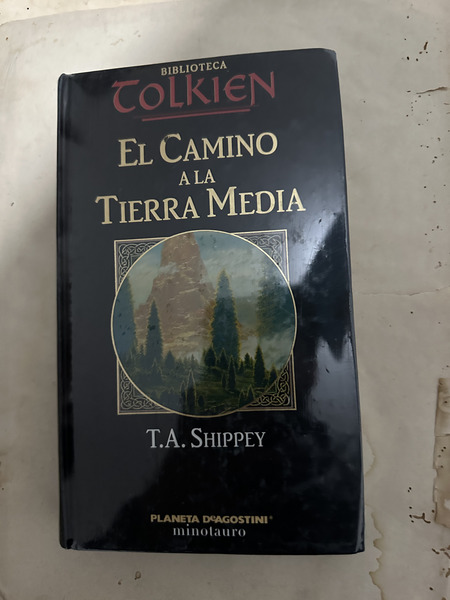 BIBLIOTECA
TOLKIEN
EL CAMINO
A LA
TIERRA MEDIA
T.A. SHIPPEY
PLANETA DeAGOSTINI
minotauro